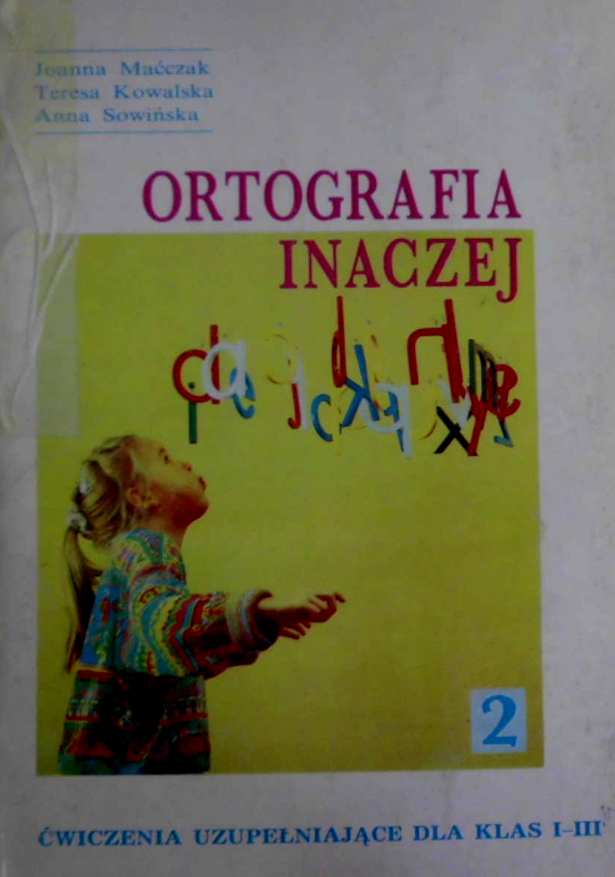 Joanna Maćczak
Teresa Kowalska
Anna Sowińska
ORTOGRAFIA
INACZEJ
2
ĆWICZENIA UZUPEŁNIAJĄCE DLA KLAS I–III